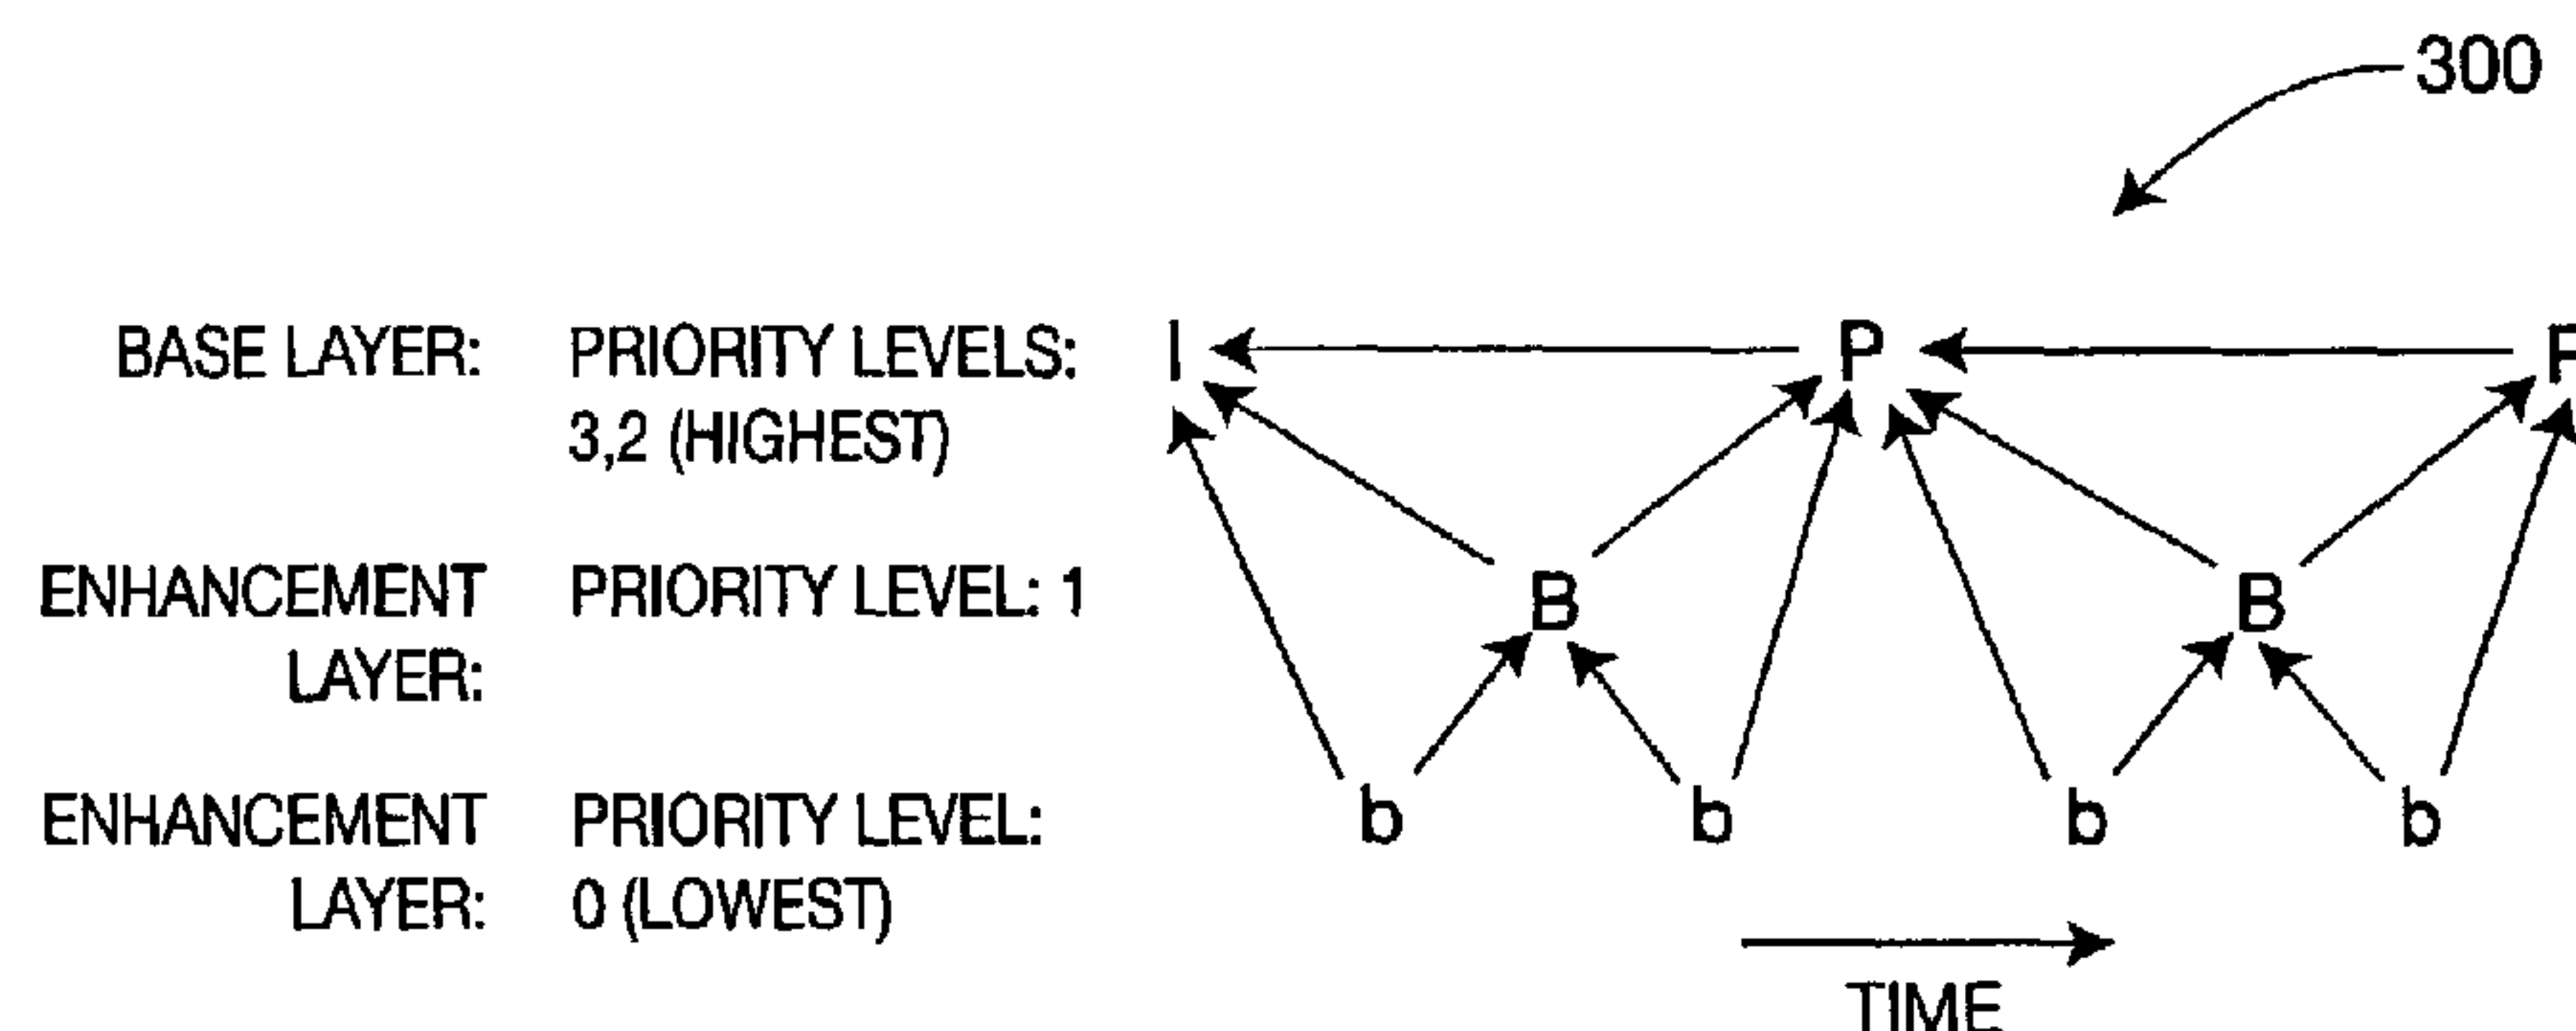 300
BASE LAYER: PRIORITY LEVELS: I P P
3,2 (HIGHEST)
ENHANCEMENT PRIORITY LEVEL: 1 B B
LAYER:
ENHANCEMENT PRIORITY LEVEL: b b b b
LAYER: 0 (LOWEST)
TIME